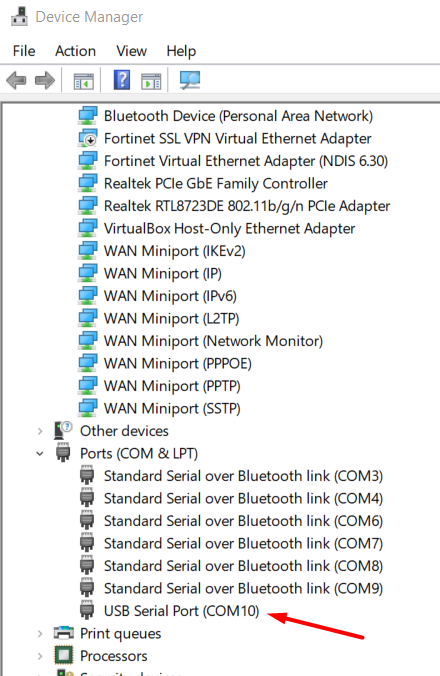 Device Manager
File Action View Help
Bluetooth Device (Personal Area Network)
Fortinet SSL VPN Virtual Ethernet Adapter
Fortinet Virtual Ethernet Adapter (NDIS 6.30)
Realtek PCIe GbE Family Controller
Realtek RTL8723DE 802.11b/g/n PCIe Adapter
VirtualBox Host-Only Ethernet Adapter
WAN Miniport (IKEv2)
WAN Miniport (IP)
WAN Miniport (IPv6)
WAN Miniport (L2TP)
WAN Miniport (Network Monitor)
WAN Miniport (PPPOE)
WAN Miniport (PPTP)
WAN Miniport (SSTP)
Other devices
Ports (COM & LPT)
Standard Serial over Bluetooth link (COM3)
Standard Serial over Bluetooth link (COM4)
Standard Serial over Bluetooth link (COM6)
Standard Serial over Bluetooth link (COM7)
Standard Serial over Bluetooth link (COM8)
Standard Serial over Bluetooth link (COM9)
USB Serial Port (COM10)
Print queues
Processors
Security devices